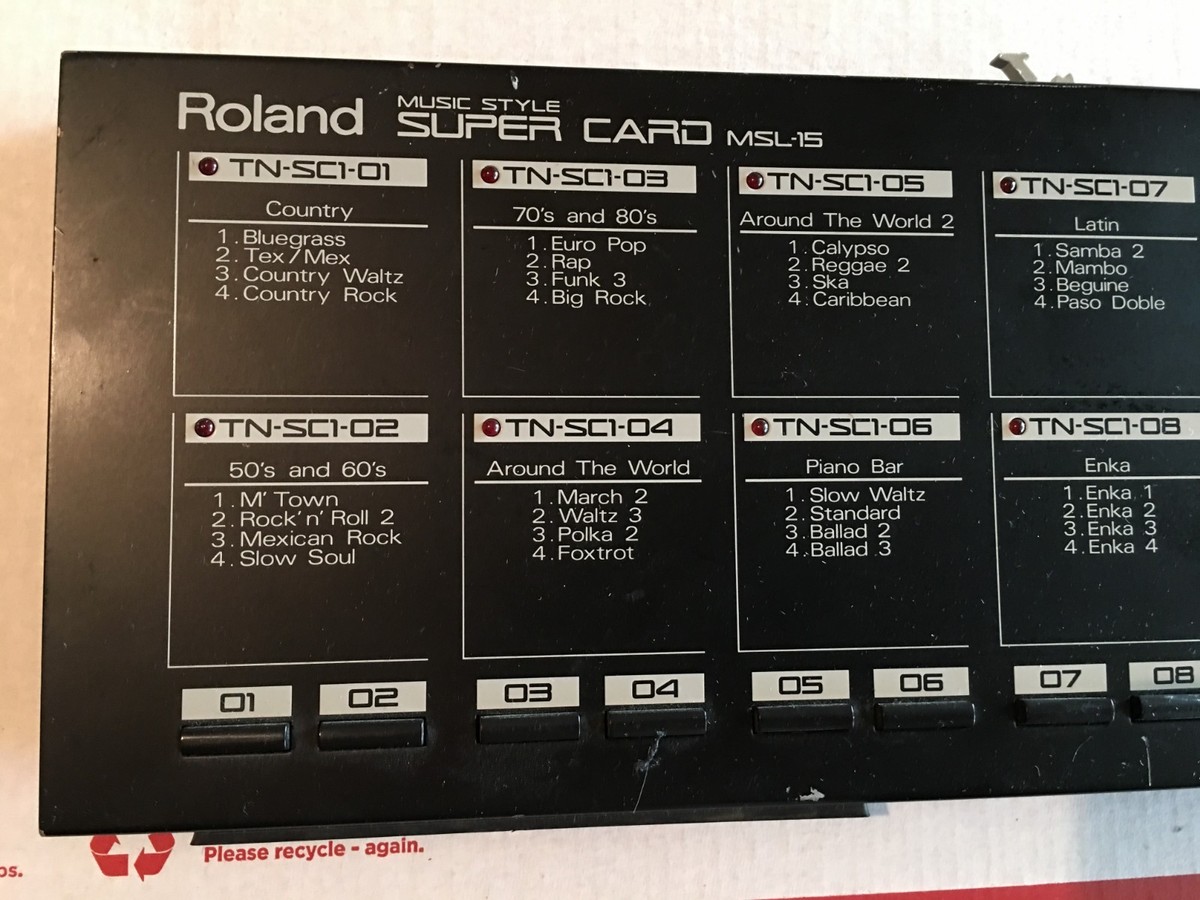 Roland
MUSIC STYLE
SUPER CARD MSL-15
TN-SC1-01
Country
1. Bluegrass
2. Tex/Mex
3. Country Waltz
4. Country Rock
TN-SC1-03
70's and 80's
1. Euro Pop
2. Rap
3. Funk 3
4. Big Rock
TN-SC1-05
Around The World 2
1. Calypso
2. Reggae 2
3. Ska
4. Caribbean
TN-SC1-07
Latin
1. Samba 2
2. Mambo
3. Beguine
4. Paso Doble
TN-SC1-02
50's and 60's
1. M' Town
2. Rock'n' Roll 2
3. Mexican Rock
4. Slow Soul
TN-SC1-04
Around The World
1. March 2
2. Waltz 3
3. Polka 2
4. Foxtrot
TN-SC1-06
Piano Bar
1. Slow Waltz
2. Standard
3. Ballad 2
4. Ballad 3
TN-SC1-08
Enka
1. Enka 1
2. Enka 2
3. Enka 3
4. Enka 4
01 02 03 04 05 06 07 08
Please recycle - again.